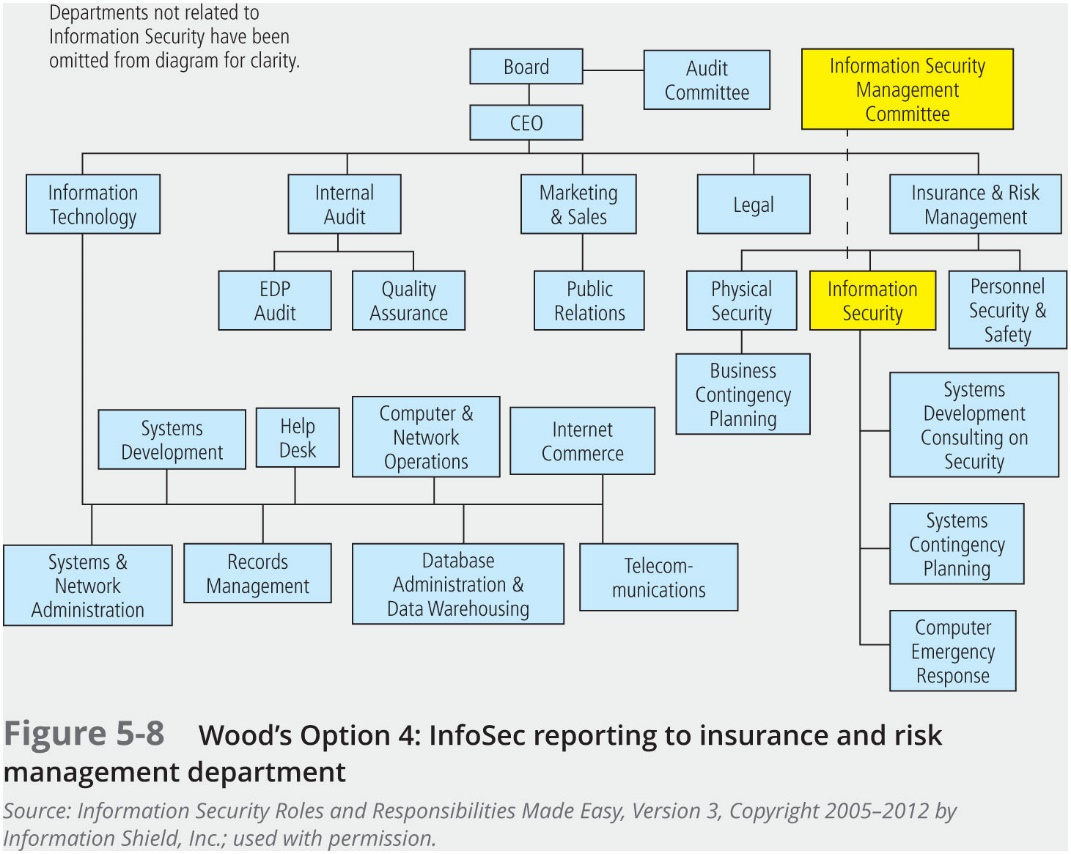 Departments not related to
Information Security have been
omitted from diagram for clarity.
Board
Audit
Committee
Information Security
Management
Committee
CEO
Information
Technology
Internal
Audit
Marketing
& Sales
Legal
Insurance & Risk
Management
EDP
Audit
Quality
Assurance
Public
Relations
Physical
Security
Information
Security
Personnel
Security &
Safety
Business
Contingency
Planning
Systems
Development
Consulting on
Security
Systems
Development
Help
Desk
Computer &
Network
Operations
Internet
Commerce
Systems
Contingency
Planning
Systems &
Network
Administration
Records
Management
Database
Administration &
Data Warehousing
Telecom-
munications
Computer
Emergency
Response
Figure 5-8 Wood’s Option 4: InfoSec reporting to insurance and risk
management department
Source: Information Security Roles and Responsibilities Made Easy, Version 3, Copyright 2005–2012 by
Information Shield, Inc.; used with permission.